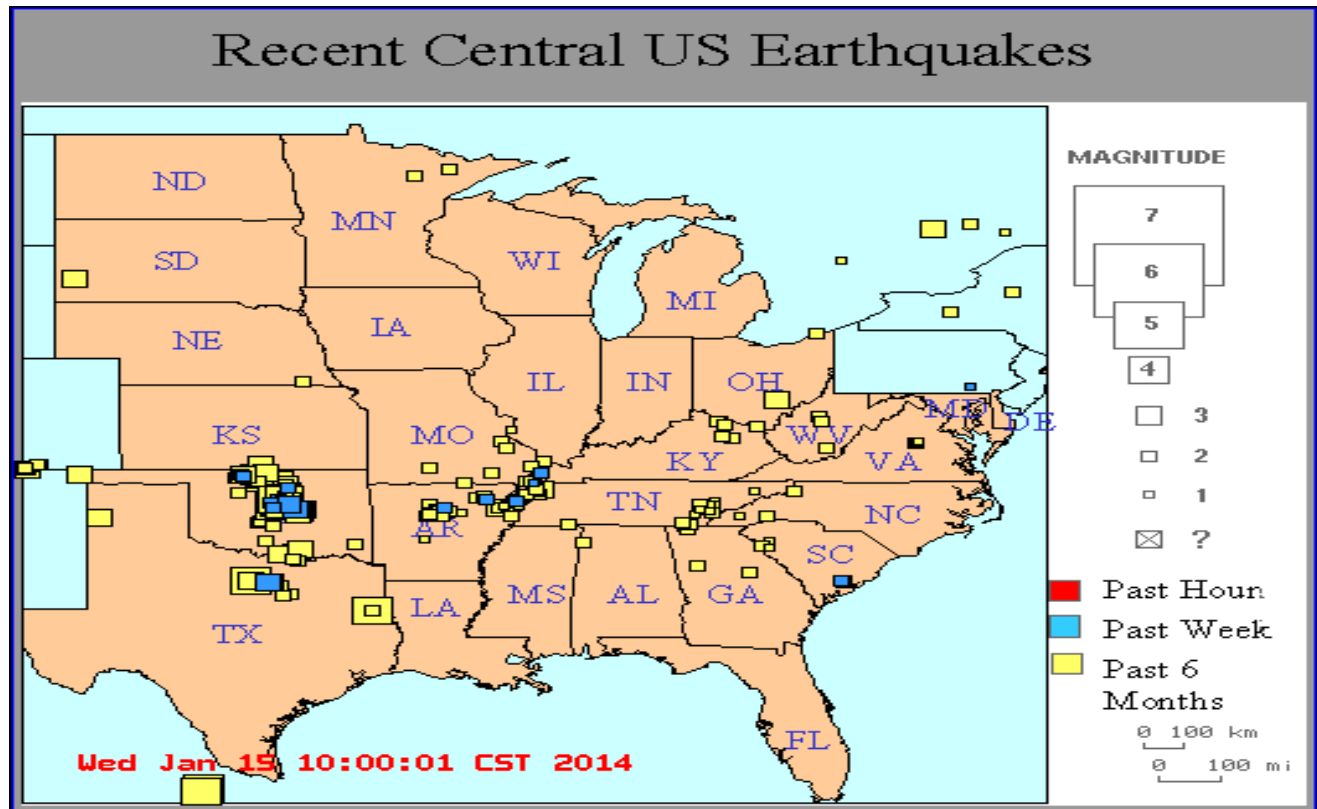 Recent Central US Earthquakes
MAGNITUDE
7
6
5
4
3
2
1
?
Past Hour
Past Week
Past 6
Months
0 100 km
0 100 mi
ND
MN
SD
WI
MI
NE
IA
IL
IN
OH
MD
DE
KS
MO
WV
KY
VA
TN
NC
AR
SC
MS
AL
GA
LA
TX
FL
Wed Jan 15 10:00:01 CST 2014